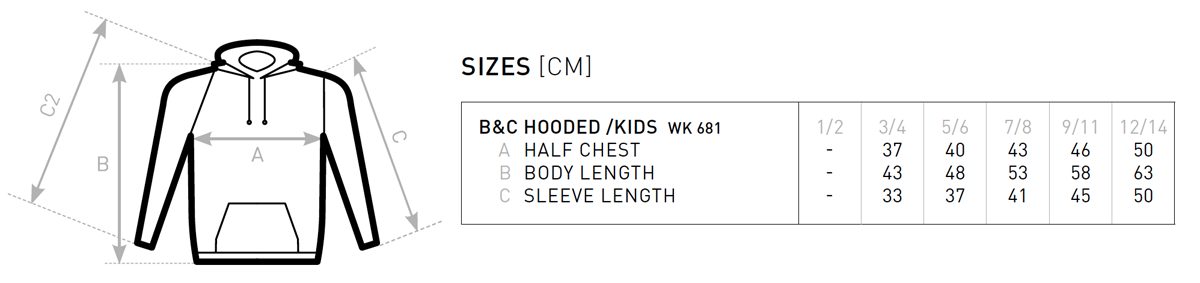 C2
B
A
C
SIZES [CM]
B&C HOODED /KIDS WK 681 1/2 3/4 5/6 7/8 9/11 12/14
A HALF CHEST - 37 40 43 46 50
B BODY LENGTH - 43 48 53 58 63
C SLEEVE LENGTH - 33 37 41 45 50